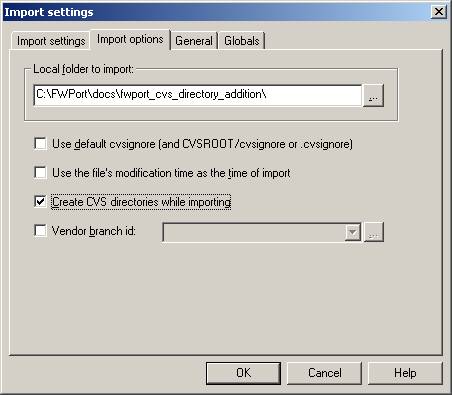 Import settings
Import settings Import options General Globals
Local folder to import:
C:\FWPort\docs\fwport_cvs_directory_addition\
...
Use default cvsignore (and CVSROOT/cvsignore or .cvsignore)
Use the file's modification time as the time of import
Create CVS directories while importing
Vendor branch id:
...
OK Cancel Help